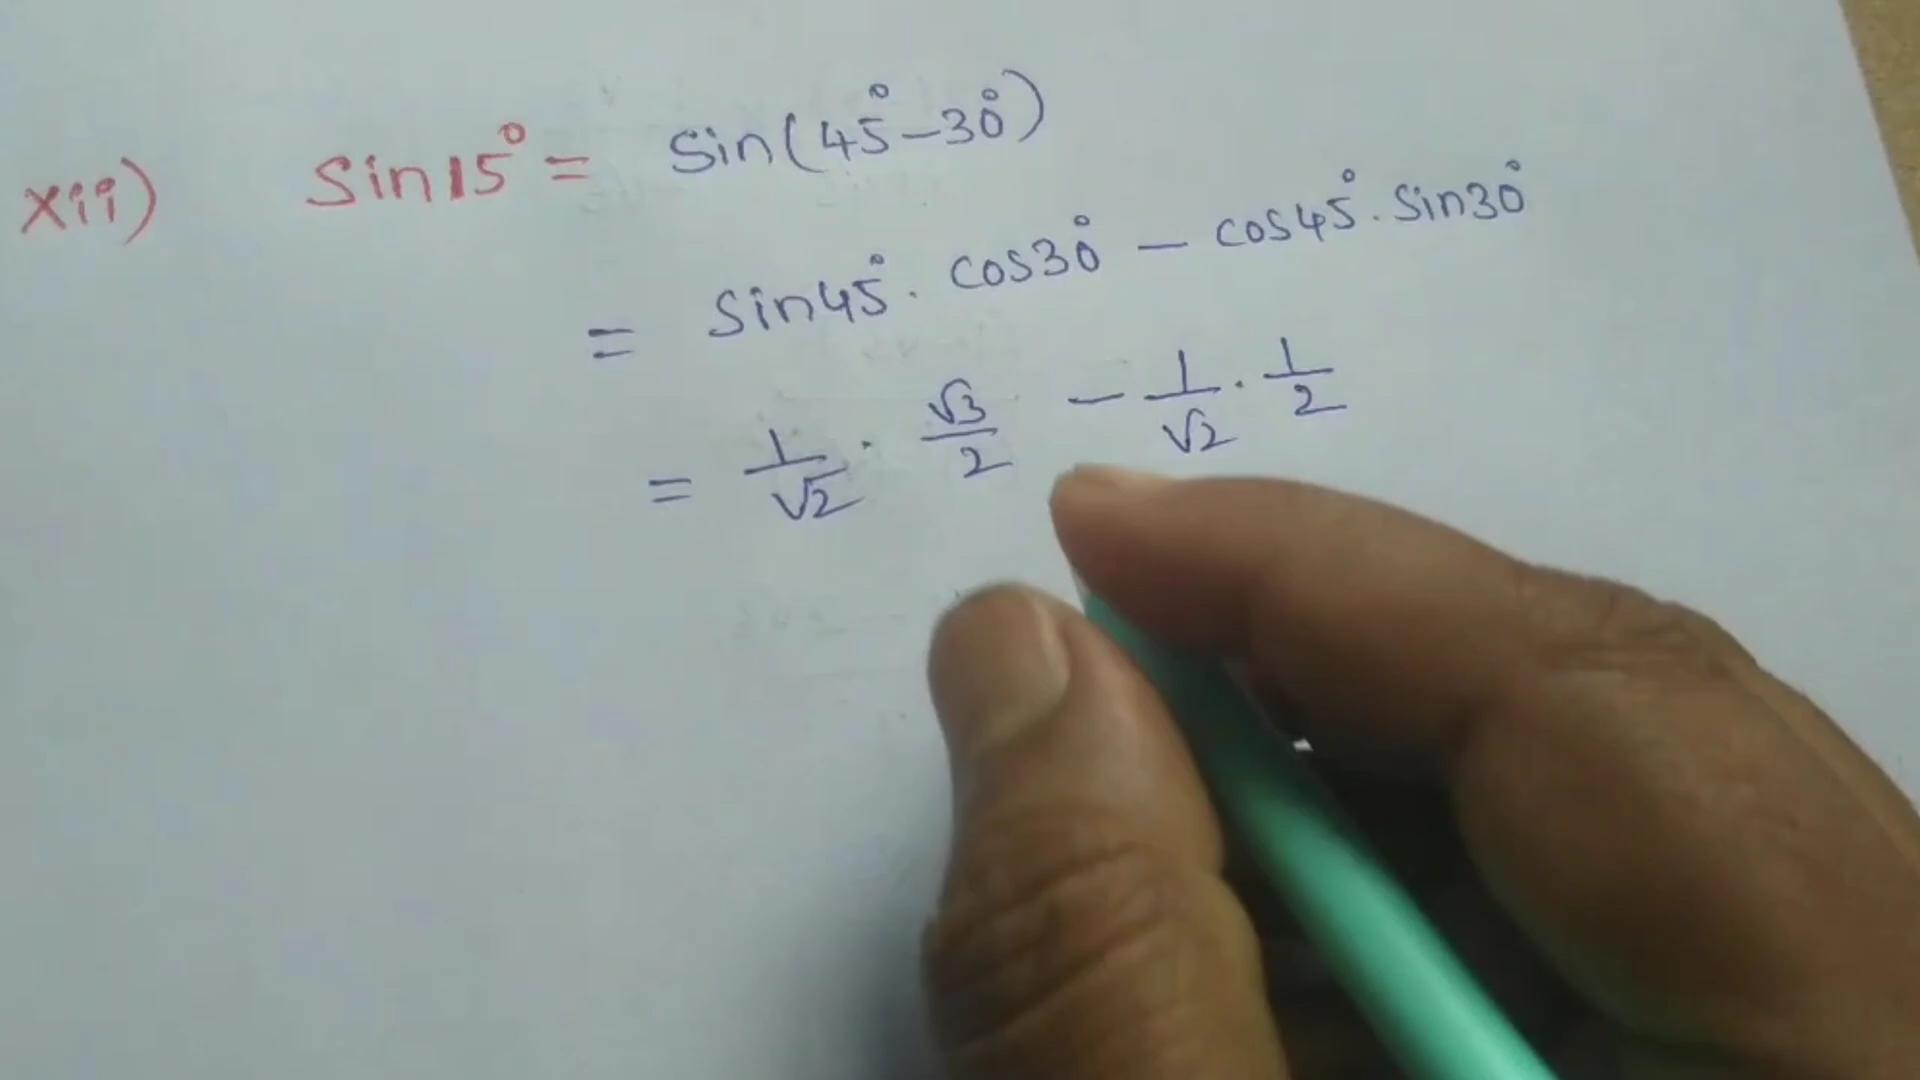 xii) Sin15° = Sin(45°-30°)
= Sin45°. cos30° - cos45°. Sin30°
= 1/√2 · √3/2 - 1/√2 · 1/2